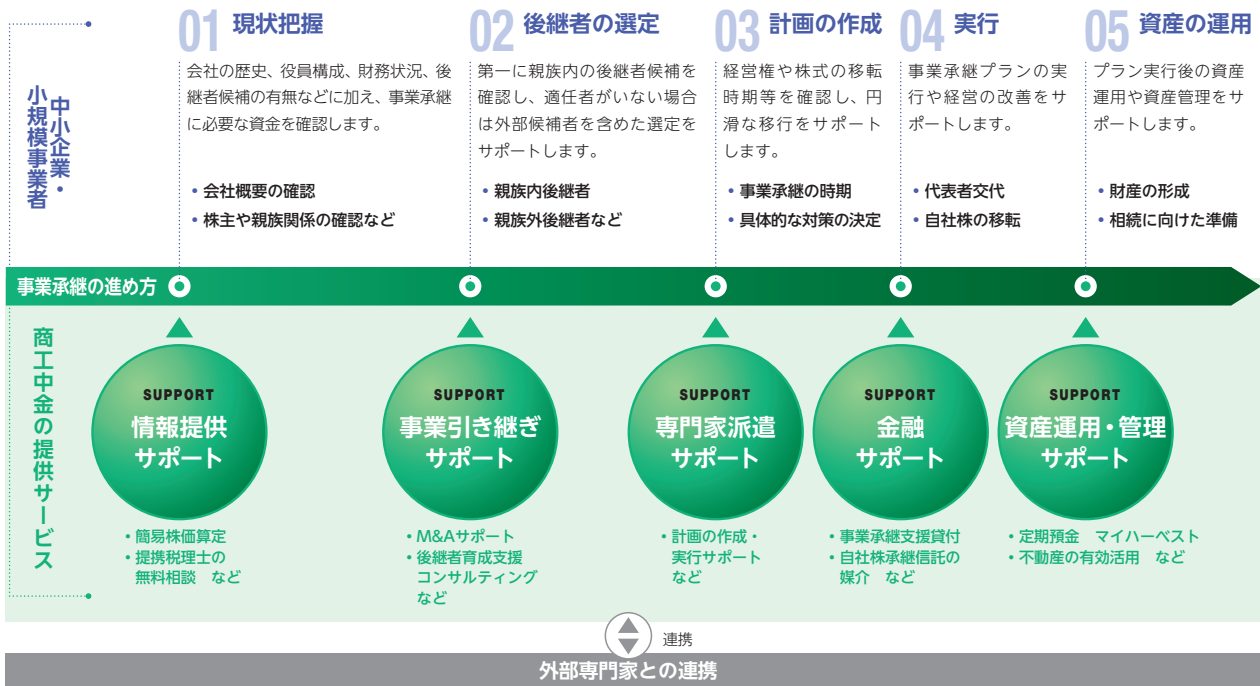 中小企業・
小規模事業者
01 現状把握
会社の歴史、役員構成、財務状況、後
継者候補の有無などに加え、事業承継
に必要な資金を確認します。
・会社概要の確認
・株主や親族関係の確認など
02 後継者の選定
第一に親族内の後継者候補を
確認し、適任者がいない場合
は外部候補者を含めた選定を
サポートします。
・親族内後継者
・親族外後継者など
03 計画の作成
経営権や株式の移転
時期等を確認し、円
滑な移行をサポート
します。
・事業承継の時期
・具体的な対策の決定
04 実行
事業承継プランの実
行や経営の改善をサ
ポートします。
・代表者交代
・自社株の移転
05 資産の運用
プラン実行後の資産
運用や資産管理をサ
ポートします。
・財産の形成
・相続に向けた準備
事業承継の進め方
商工中金の提供サービス
SUPPORT
情報提供
サポート
・簡易株価算定
・提携税理士の
無料相談 など
SUPPORT
事業引き継ぎ
サポート
・M&Aサポート
・後継者育成支援
コンサルティング
など
SUPPORT
専門家派遣
サポート
・計画の作成・
実行サポート
など
SUPPORT
金融
サポート
・事業承継支援貸付
・自社株承継信託の
媒介 など
SUPPORT
資産運用・管理
サポート
・定期預金 マイハーベスト
・不動産の有効活用 など
連携
外部専門家との連携